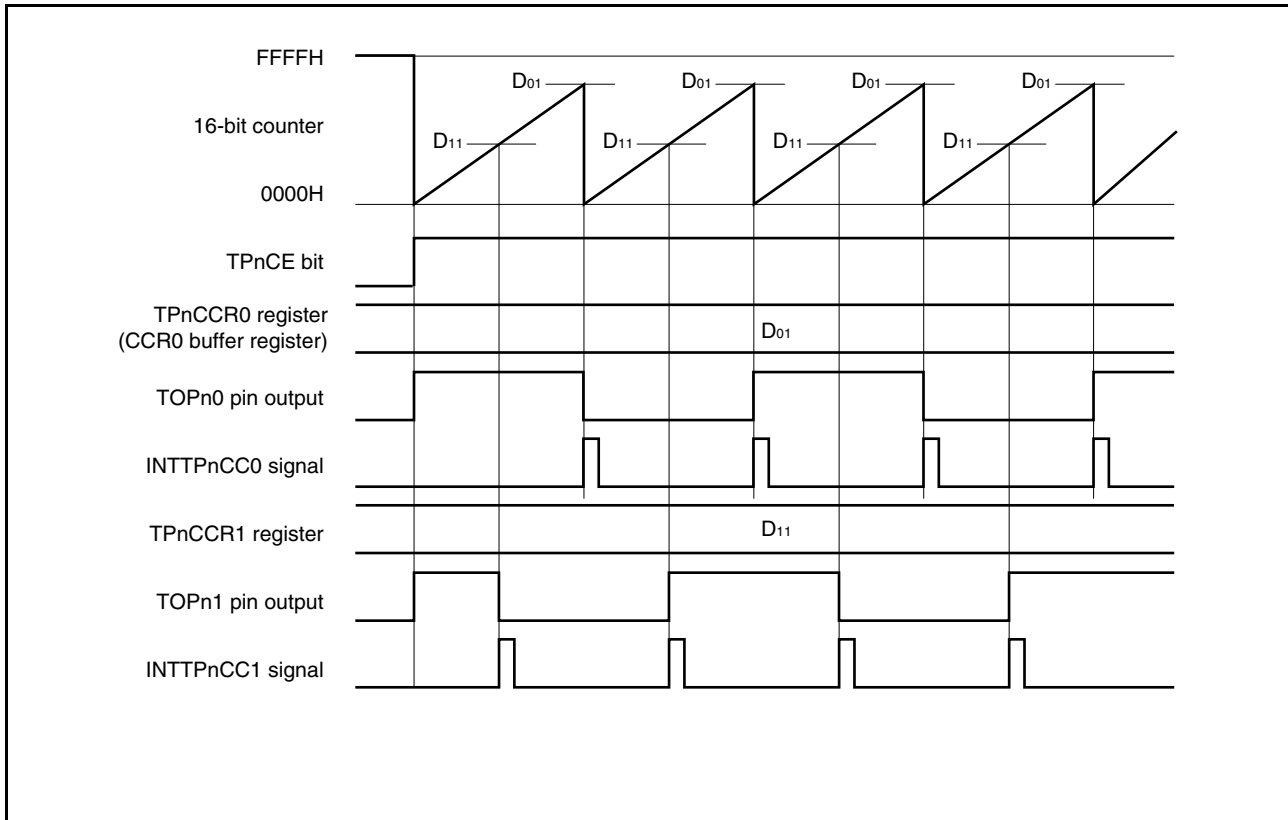 FFFFH
D01 D01 D01 D01
16-bit counter
D11 D11 D11 D11
0000H
TPnCE bit
TPnCCR0 register
(CCR0 buffer register)
D01
TOPn0 pin output
INTTPnCC0 signal
TPnCCR1 register
D11
TOPn1 pin output
INTTPnCC1 signal